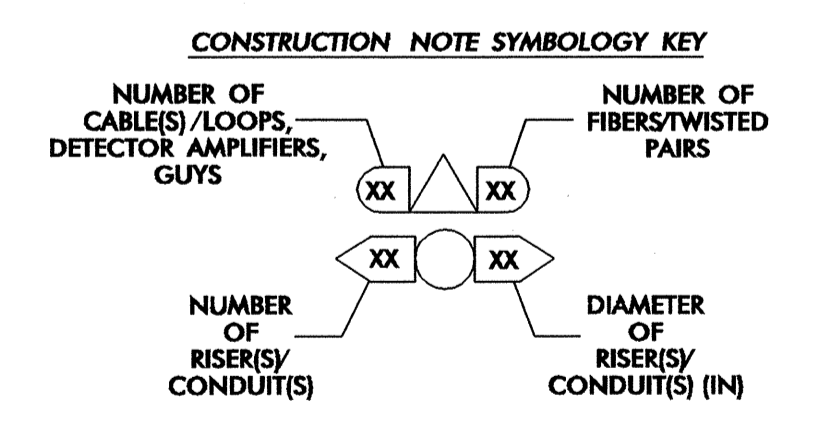 CONSTRUCTION NOTE SYMBOLOGY KEY
NUMBER OF
CABLE(S)/LOOPS,
DETECTOR AMPLIFIERS,
GUYS
NUMBER OF
FIBERS/TWISTED
PAIRS
XX
XX
XX
XX
NUMBER
OF
RISER(S)/
CONDUIT(S)
DIAMETER
OF
RISER(S)/
CONDUIT(S) (IN)